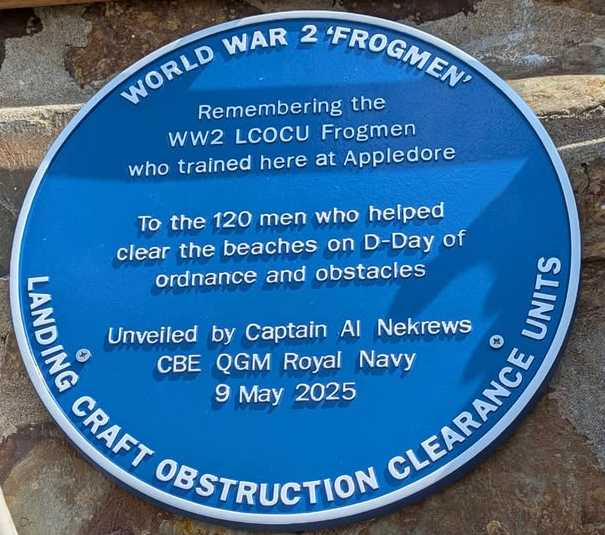 WORLD WAR 2 'FROGMEN'
Remembering the
WW2 LCOCU Frogmen
who trained here at Appledore
To the 120 men who helped
clear the beaches on D-Day of
ordnance and obstacles
Unveiled by Captain Al Nekrews
CBE QGM Royal Navy
9 May 2025
LANDING CRAFT OBSTRUCTION CLEARANCE UNITS